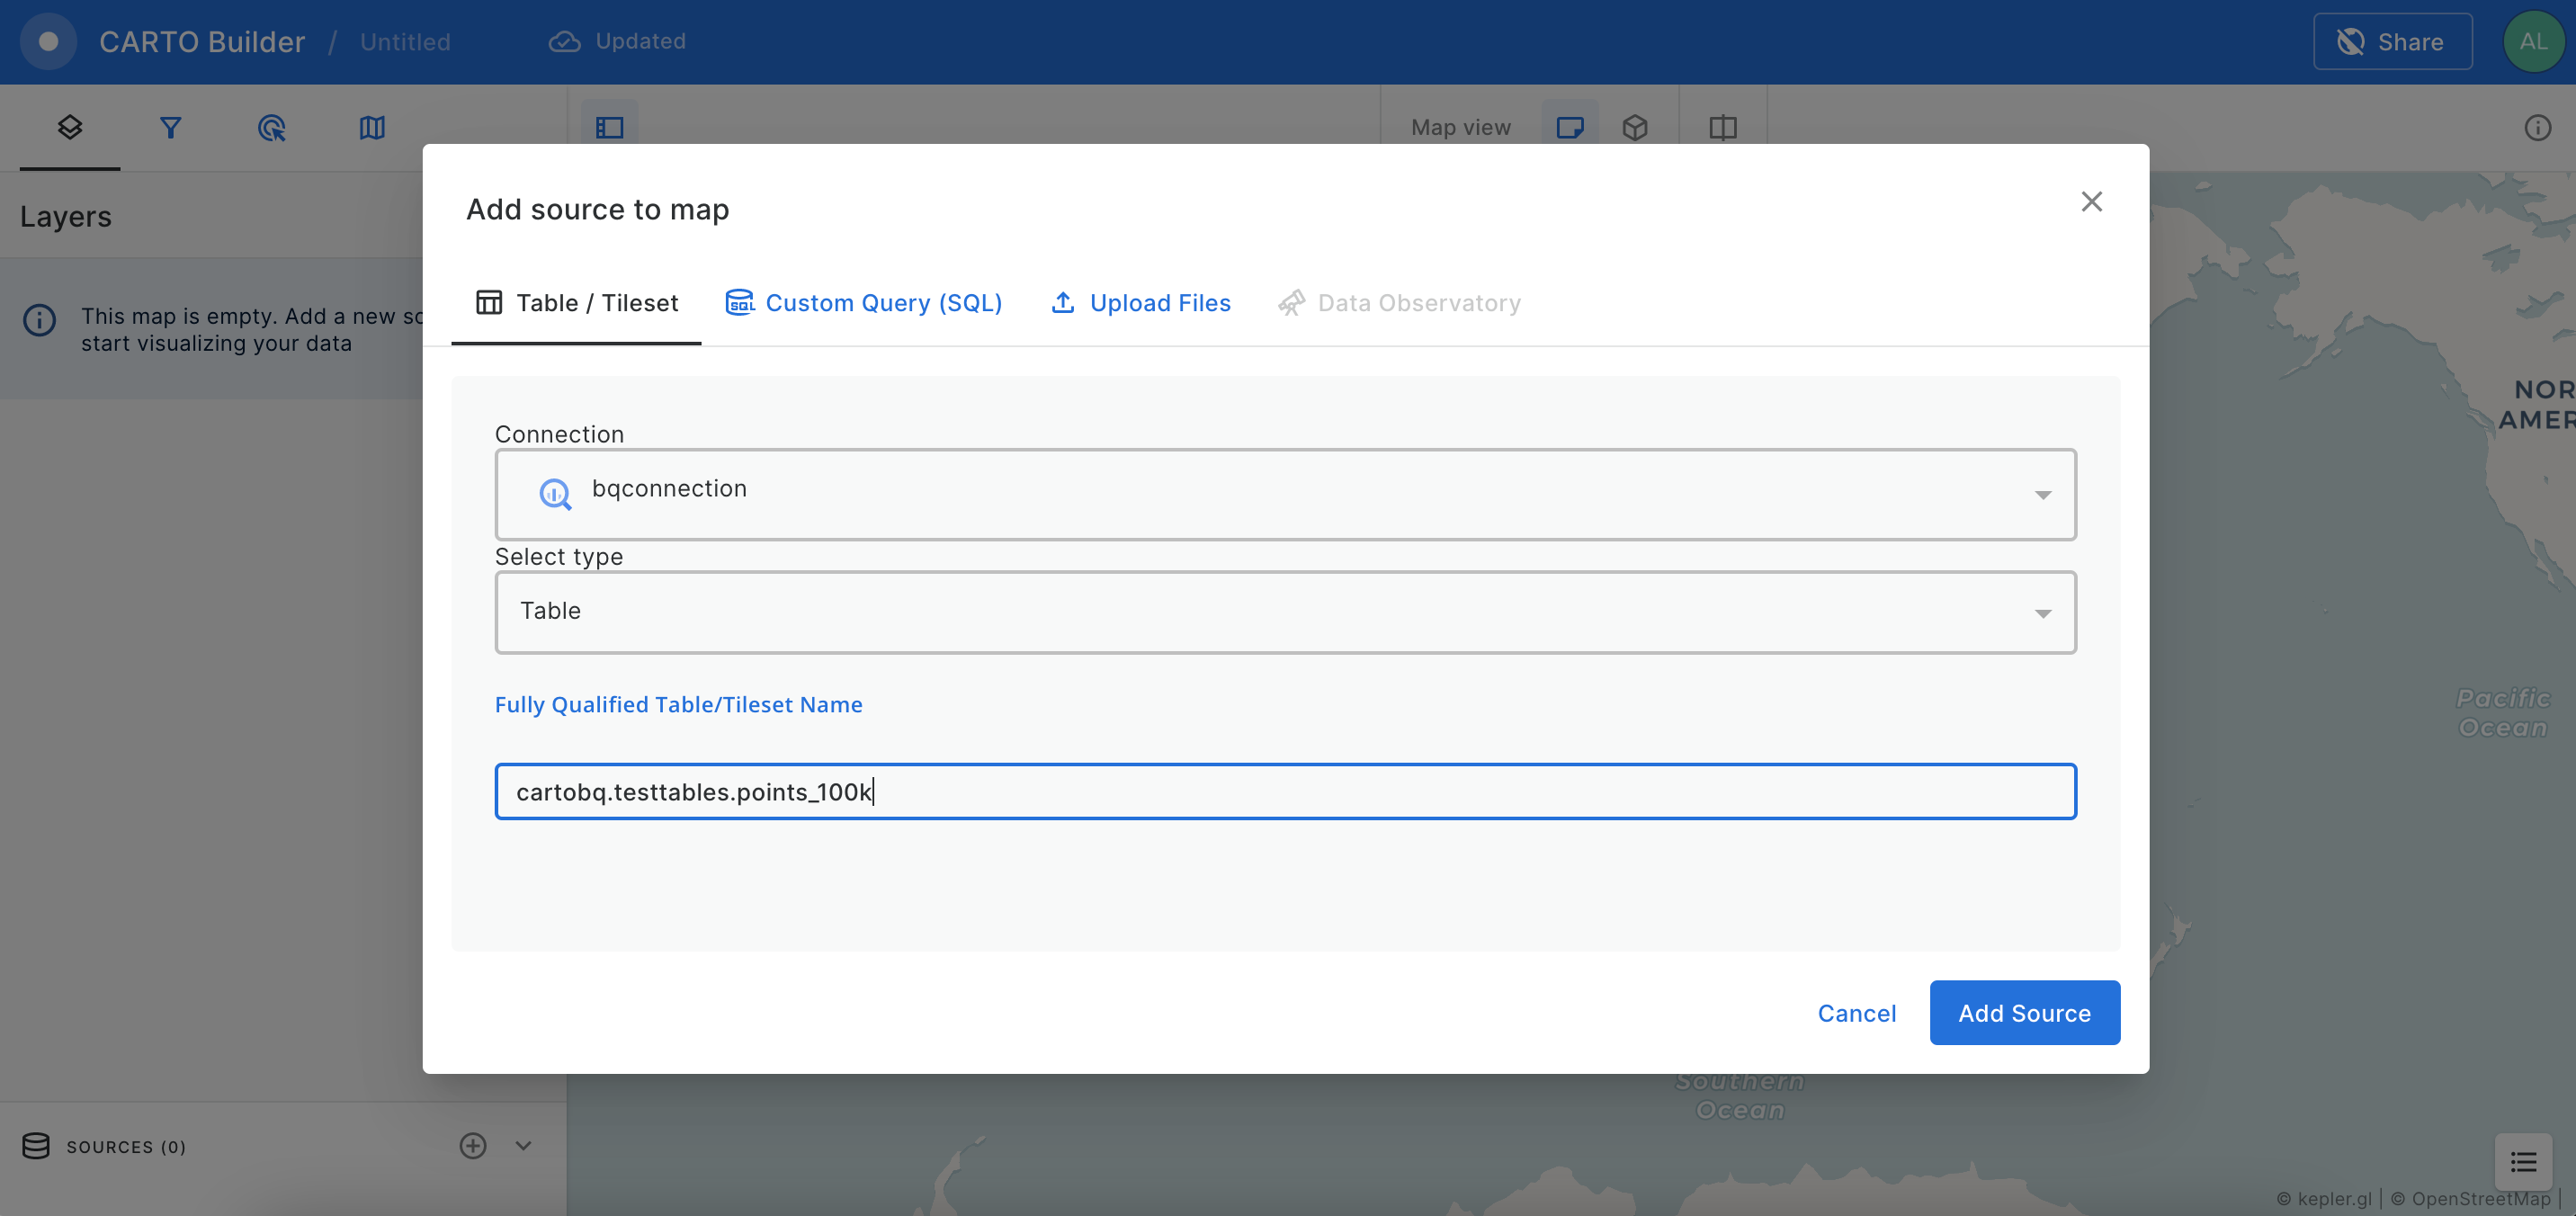 CARTO Builder / Untitled
Updated
Share
AL
Map view
Layers
This map is empty. Add a new sc
start visualizing your data
Add source to map
Table / Tileset
SQL
Custom Query (SQL)
Upload Files
Data Observatory
Connection
bqconnection
Select type
Table
Fully Qualified Table/Tileset Name
cartobq.testtables.points_100k
Cancel
Add Source
NOR
AMER
Pacific
Ocean
Southern
Ocean
SOURCES (0)
© kepler.gl | © OpenStreetMap |